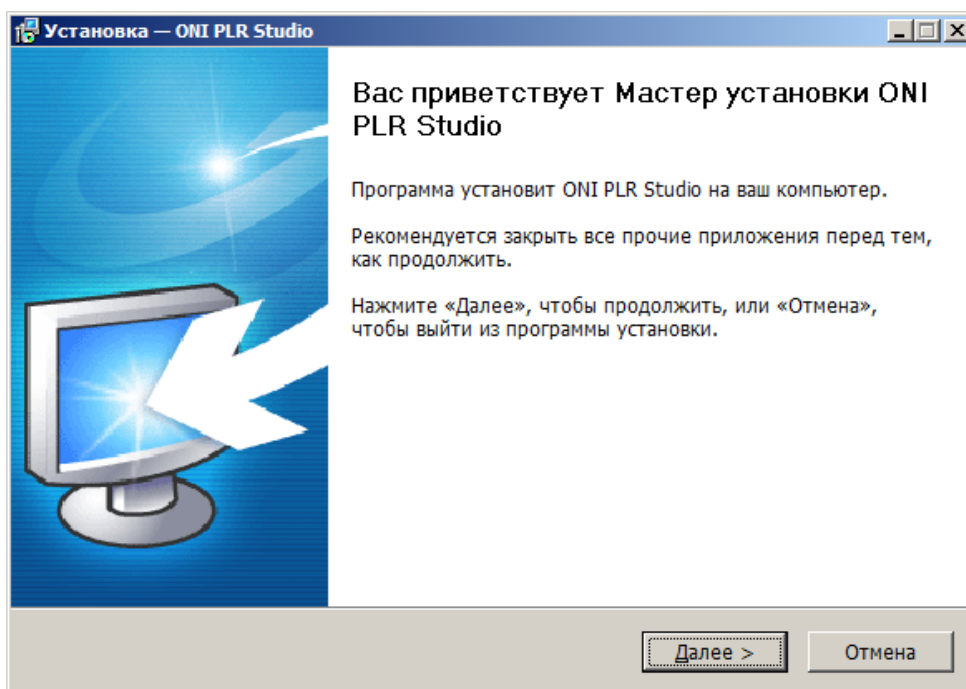 Установка — ONI PLR Studio
Вас приветствует Мастер установки ONI
PLR Studio
Программа установит ONI PLR Studio на ваш компьютер.
Рекомендуется закрыть все прочие приложения перед тем,
как продолжить.
Нажмите «Далее», чтобы продолжить, или «Отмена»,
чтобы выйти из программы установки.
Далее >
Отмена